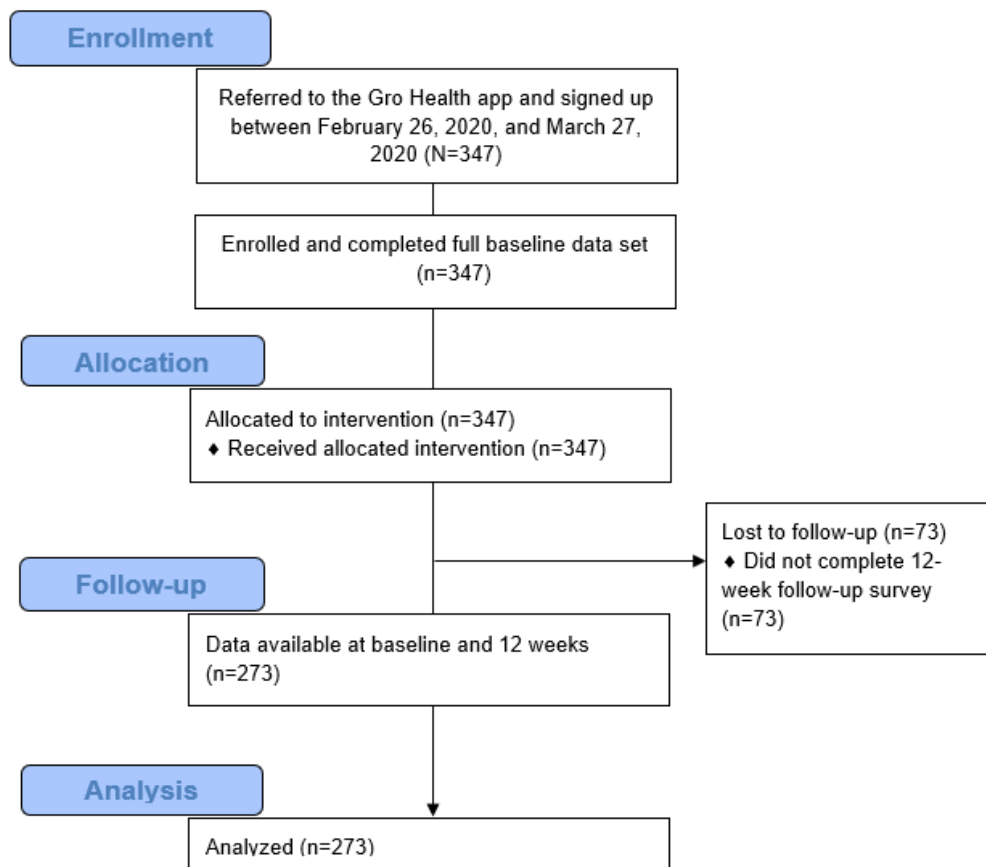 Enrollment
Referred to the Gro Health app and signed up
between February 26, 2020, and March 27,
2020 (N=347)
Enrolled and completed full baseline data set
(n=347)
Allocation
Allocated to intervention (n=347)
♦ Received allocated intervention (n=347)
Lost to follow-up (n=73)
♦ Did not complete 12-
week follow-up survey
(n=73)
Follow-up
Data available at baseline and 12 weeks
(n=273)
Analysis
Analyzed (n=273)